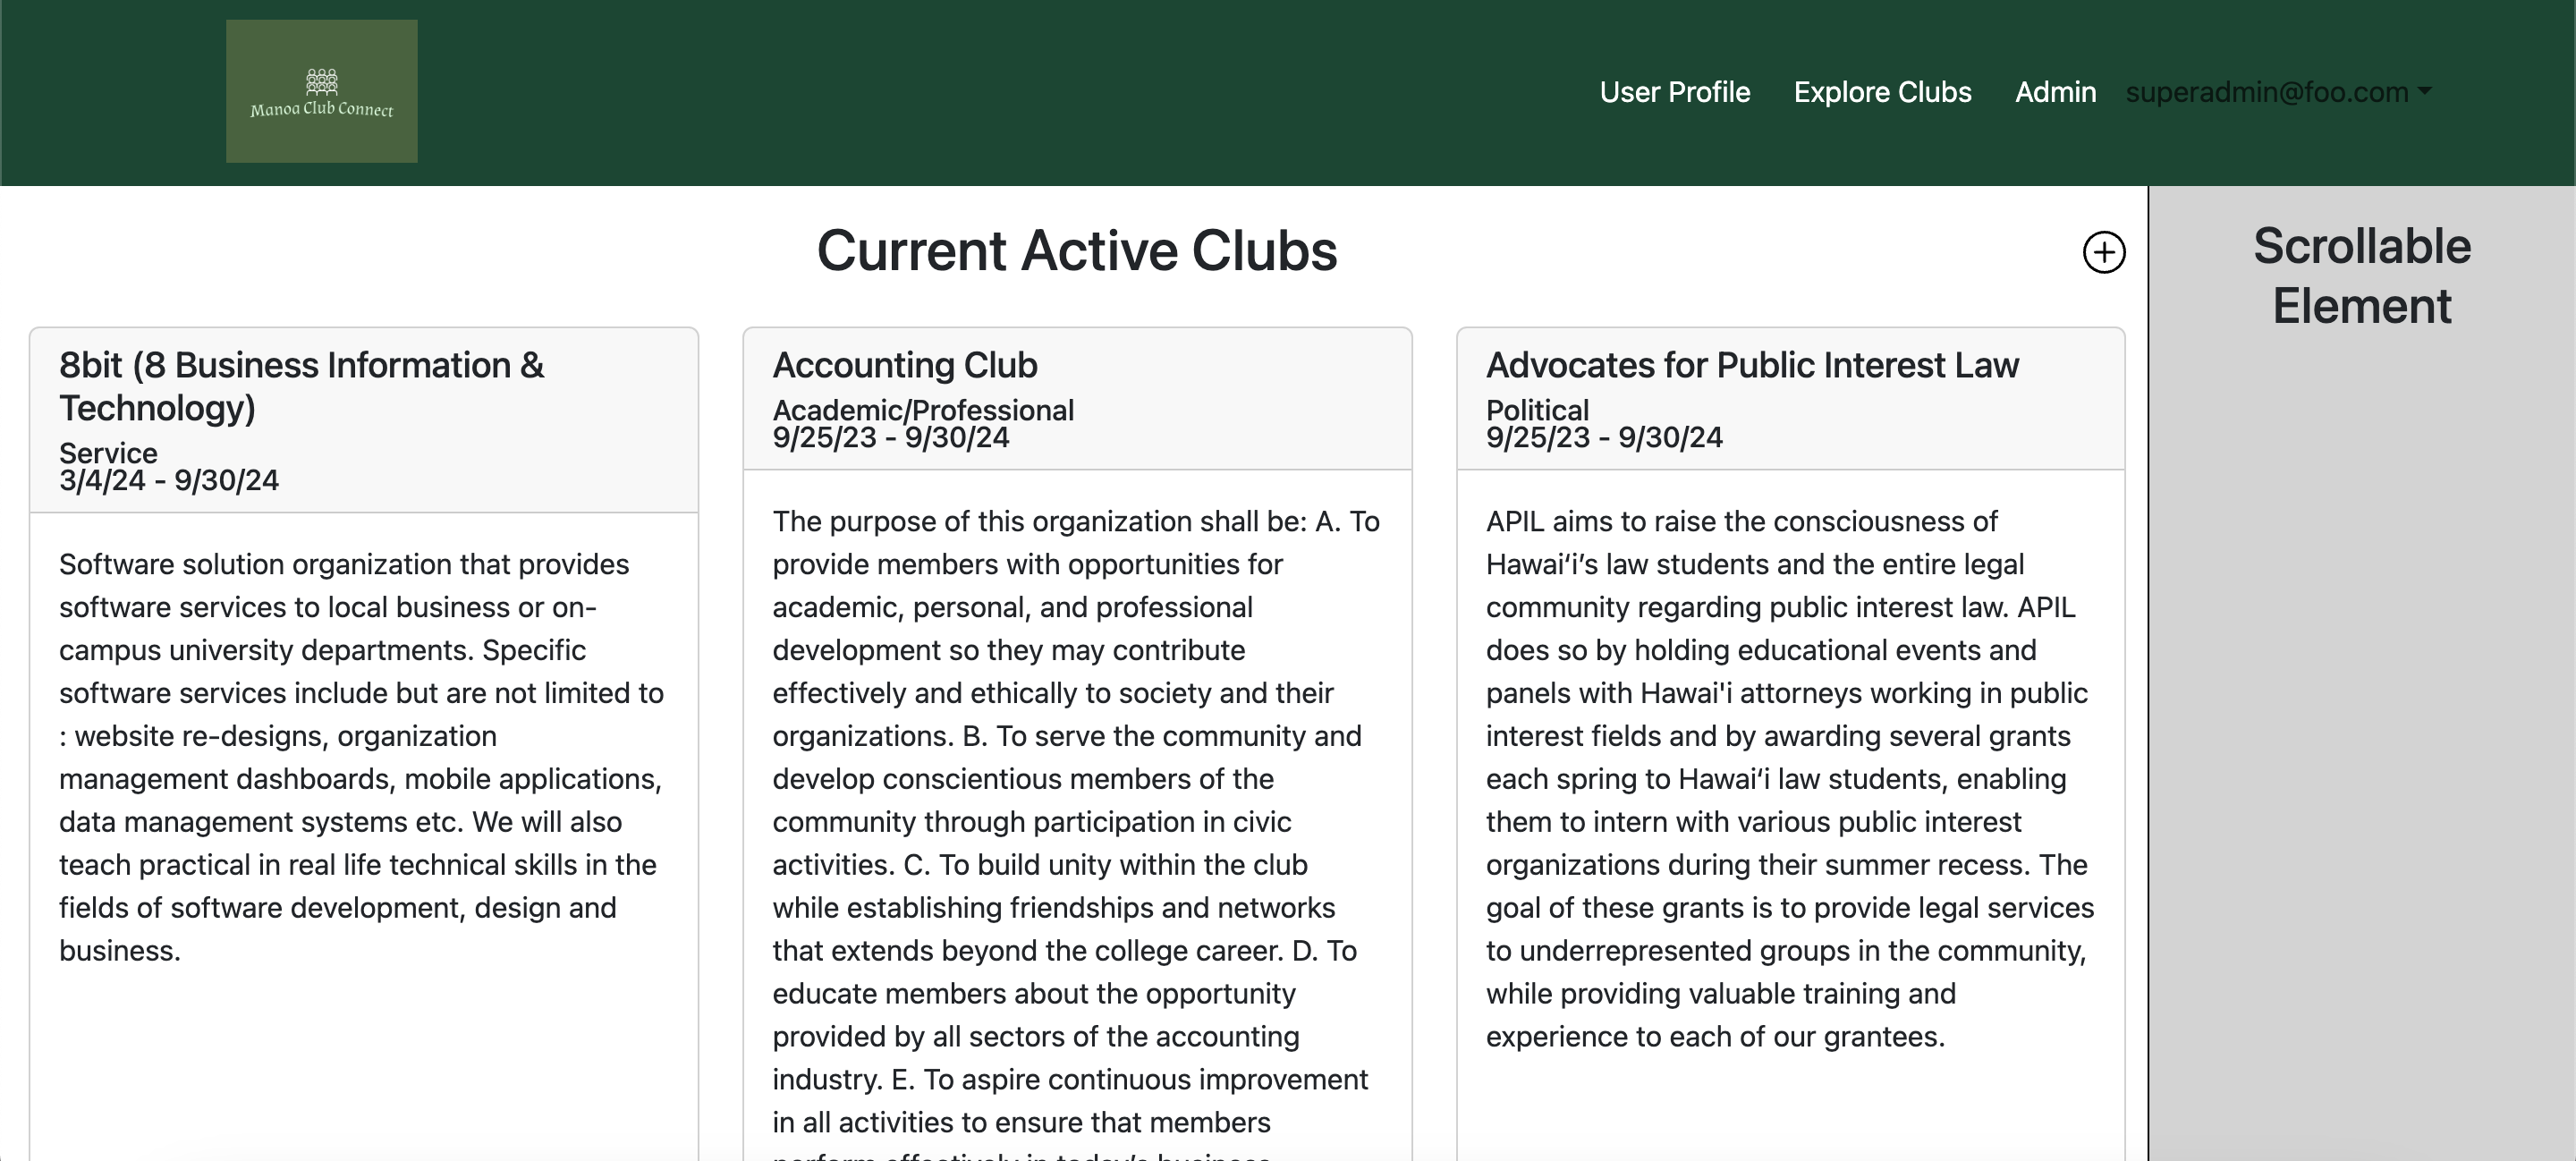 Manoa Club Connect
User Profile
Explore Clubs
Admin
superadmin@foo.com
Current Active Clubs
Scrollable
Element
8bit (8 Business Information &
Technology)
Service
3/4/24 - 9/30/24
Software solution organization that provides
software services to local business or on-
campus university departments. Specific
software services include but are not limited to
: website re-designs, organization
management dashboards, mobile applications,
data management systems etc. We will also
teach practical in real life technical skills in the
fields of software development, design and
business.
Accounting Club
Academic/Professional
9/25/23 - 9/30/24
The purpose of this organization shall be: A. To
provide members with opportunities for
academic, personal, and professional
development so they may contribute
effectively and ethically to society and their
organizations. B. To serve the community and
develop conscientious members of the
community through participation in civic
activities. C. To build unity within the club
while establishing friendships and networks
that extends beyond the college career. D. To
educate members about the opportunity
provided by all sectors of the accounting
industry. E. To aspire continuous improvement
in all activities to ensure that members
perform effectively in today's business
Advocates for Public Interest Law
Political
9/25/23 - 9/30/24
APIL aims to raise the consciousness of
Hawai‘i’s law students and the entire legal
community regarding public interest law. APIL
does so by holding educational events and
panels with Hawai'i attorneys working in public
interest fields and by awarding several grants
each spring to Hawai‘i law students, enabling
them to intern with various public interest
organizations during their summer recess. The
goal of these grants is to provide legal services
to underrepresented groups in the community,
while providing valuable training and
experience to each of our grantees.